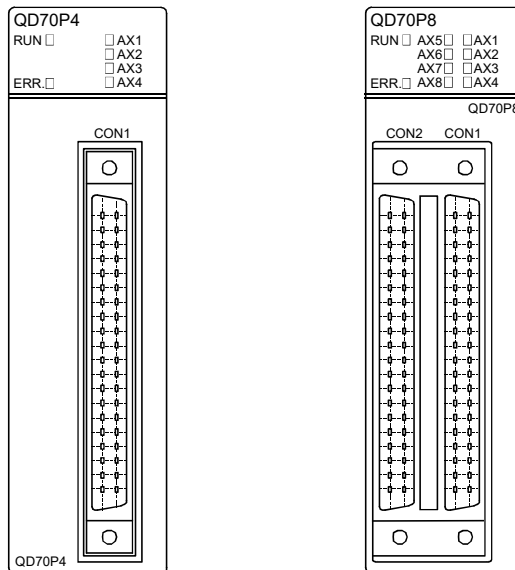 QD70P4
RUN AX1
AX2
AX3
ERR. AX4
CON1
QD70P4
QD70P8
RUN AX5 AX1
AX6 AX2
AX7 AX3
ERR. AX8 AX4
QD70P8
CON2 CON1